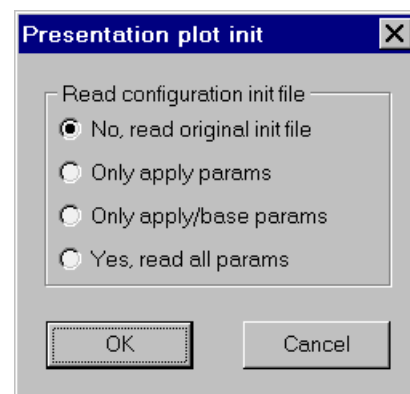 Presentation plot init
Read configuration init file
No, read original init file
Only apply params
Only apply/base params
Yes, read all params
OK Cancel